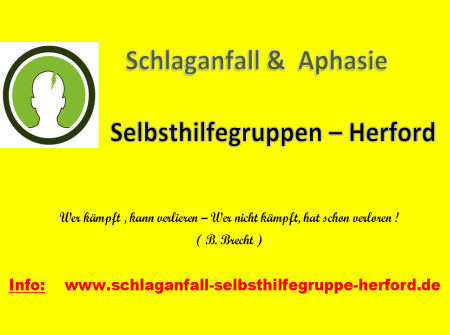 Schlaganfall & Aphasie
Selbsthilfegruppen – Herford
Wer kämpft , kann verlieren – Wer nicht kämpft, hat schon verloren !
( B. Brecht )
Info: www.schlaganfall-selbsthilfegruppe-herford.de